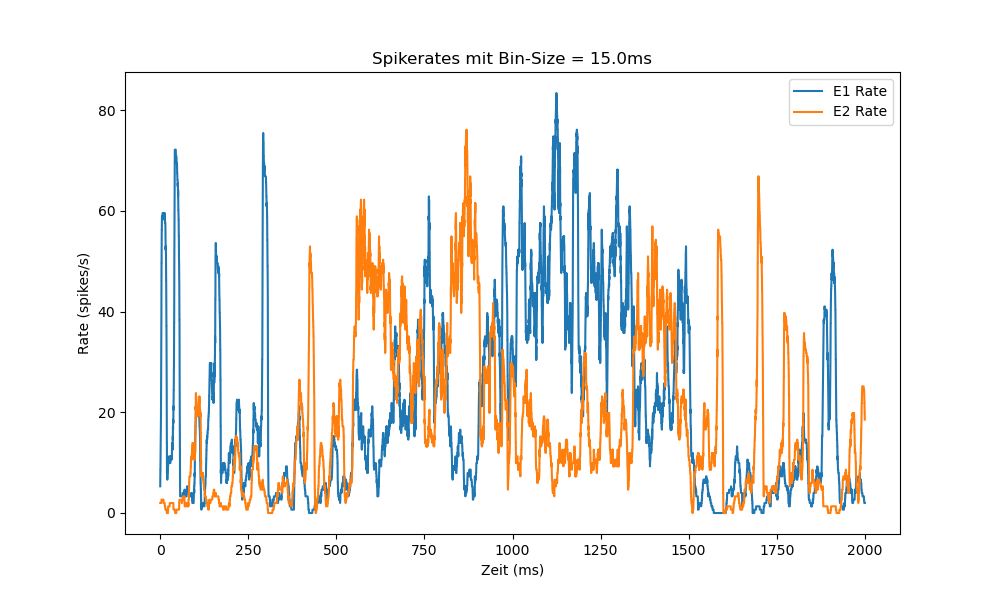 Spikerates mit Bin-Size = 15.0ms
E1 Rate
E2 Rate
80
60
40
20
0
Rate (spikes/s)
0 250 500 750 1000 1250 1500 1750 2000
Zeit (ms)